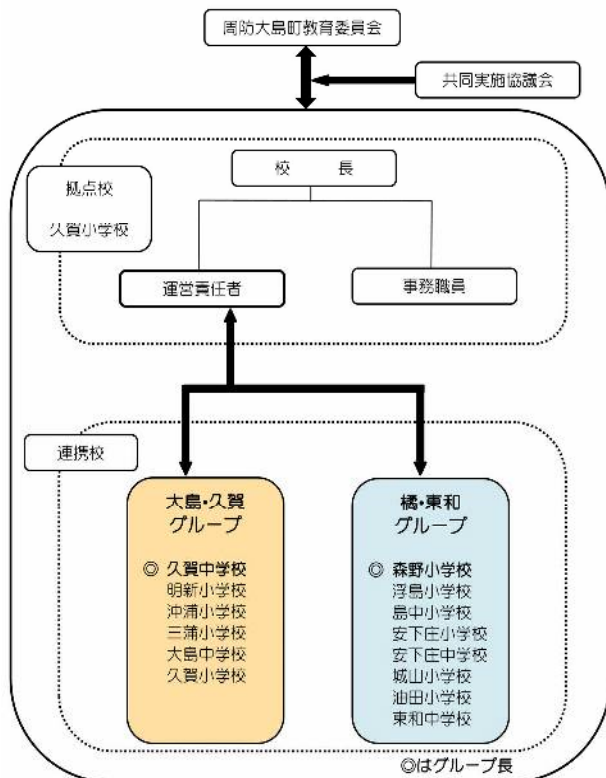 周防大島町教育委員会
共同実施協議会
校　　長
拠点校
久賀小学校
運営責任者
事務職員
連携校
大島・久賀
グループ
◎ 久賀中学校
明新小学校
沖浦小学校
三蒲小学校
大島中学校
久賀小学校
橘・東和
グループ
◎ 森野小学校
浮島小学校
島中小学校
安下庄小学校
安下庄中学校
城山小学校
油田小学校
東和中学校
◎はグループ長